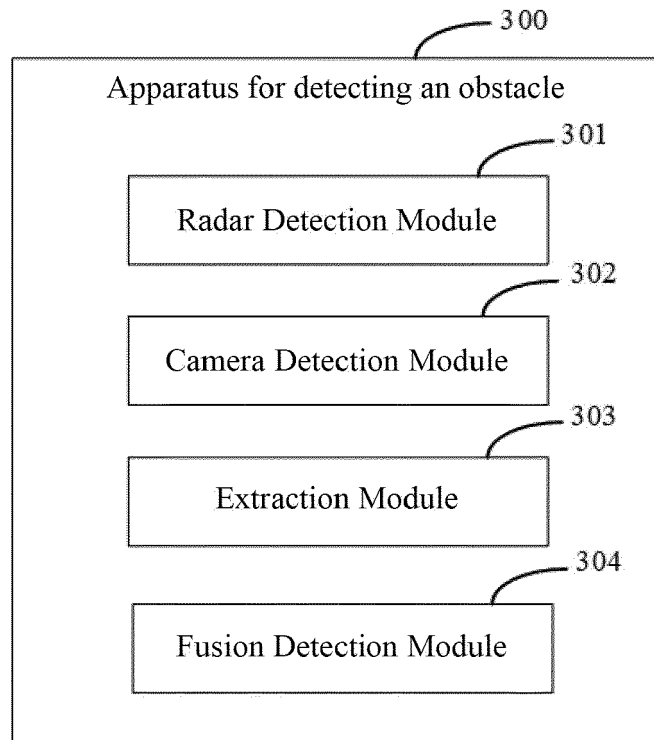 300
Apparatus for detecting an obstacle
301
Radar Detection Module
302
Camera Detection Module
303
Extraction Module
304
Fusion Detection Module